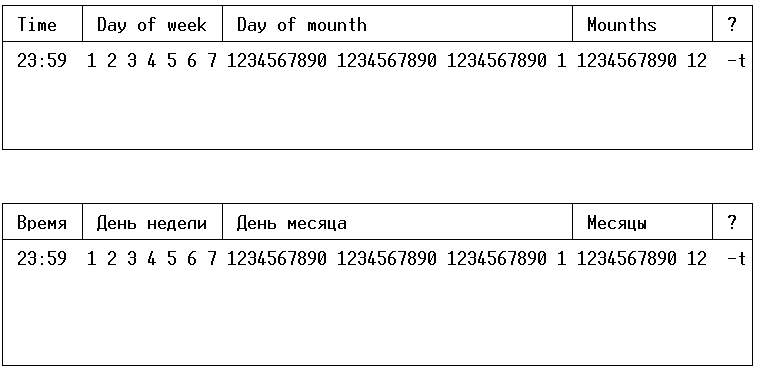 Time Day of week Day of mounth Mounths ?
23:59 1 2 3 4 5 6 7 1234567890 1234567890 1234567890 1 1234567890 12 -t
Время День недели День месяца Месяцы ?
23:59 1 2 3 4 5 6 7 1234567890 1234567890 1234567890 1 1234567890 12 -t